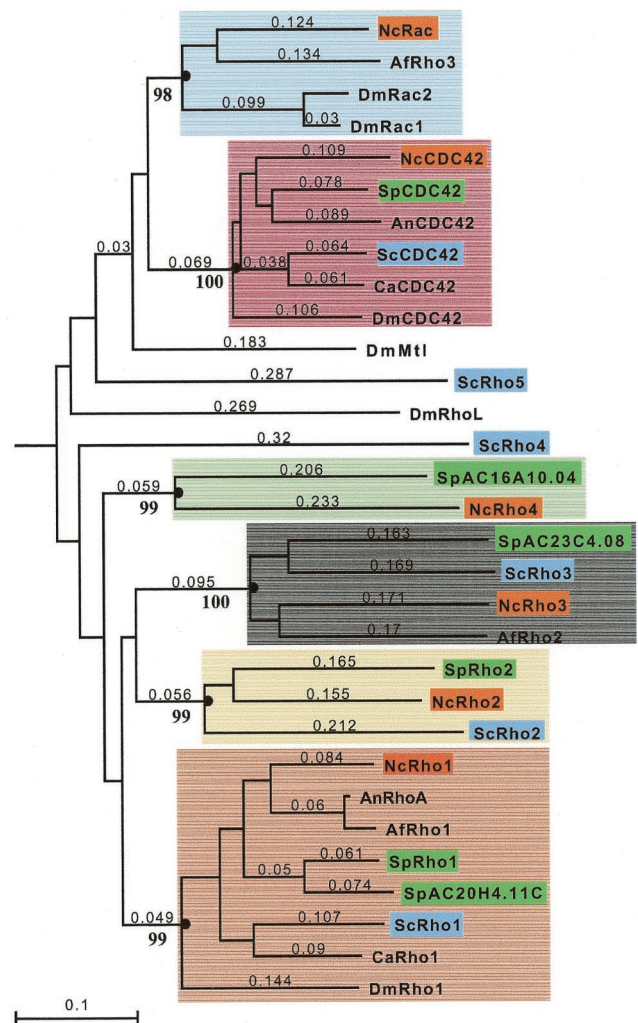 0.124
NcRac
0.134
AfRho3
98
0.099
DmRac2
0.03
DmRac1
0.109
NcCDC42
0.078
SpCDC42
0.089
AnCDC42
0.03
0.069
100
0.038
0.064
ScCDC42
0.061
CaCDC42
0.106
DmCDC42
0.183
DmMtl
0.287
ScRho5
0.269
DmRhoL
0.32
ScRho4
0.059
99
0.206
SpAC16A10.04
0.233
NcRho4
0.163
SpAC23C4.08
0.095
100
0.169
ScRho3
0.171
NcRho3
0.17
AfRho2
0.165
SpRho2
0.056
99
0.155
NcRho2
0.212
ScRho2
0.084
NcRho1
AnRhoA
0.06
AfRho1
0.05
0.061
SpRho1
0.074
SpAC20H4.11C
0.049
99
0.107
ScRho1
0.09
CaRho1
0.144
DmRho1
0.1